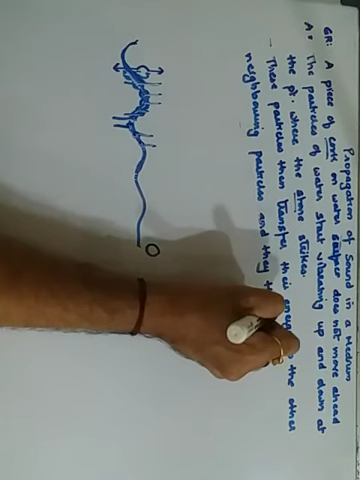 Propagation of Sound in a Medium
GR: A piece of cork on water surface does not move ahead
A: The particles of water start vibrating up and down at
the pt. where the stone strikes.
- These particles then transfer their to the other
neighbouring particles and they
O